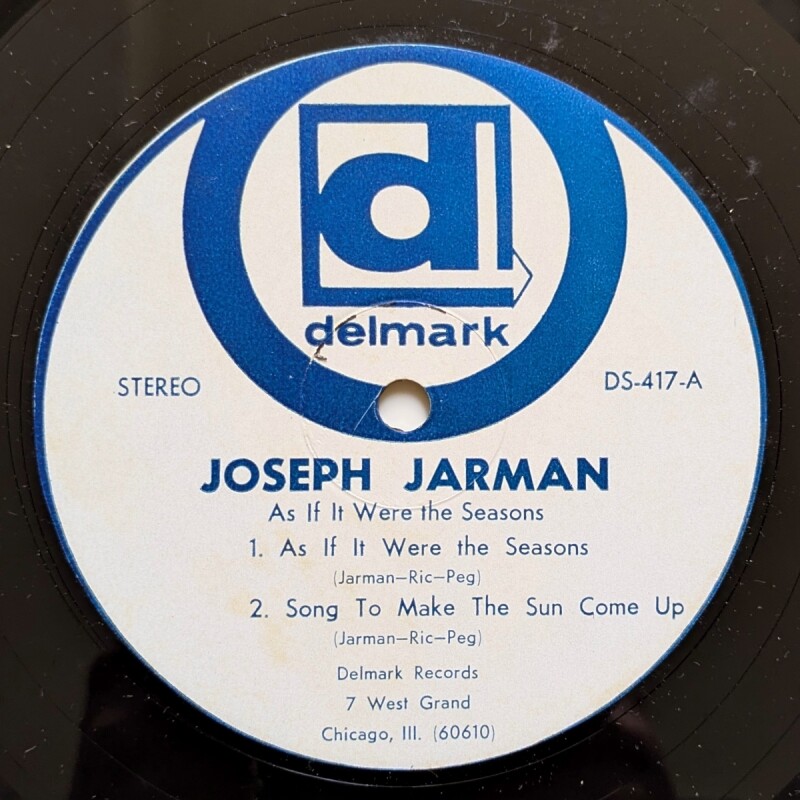 d
delmark
STEREO
DS-417-A
JOSEPH JARMAN
As If It Were the Seasons
1. As If It Were the Seasons
(Jarman—Ric—Peg)
2. Song To Make The Sun Come Up
(Jarman—Ric—Peg)
Delmark Records
7 West Grand
Chicago, Ill. (60610)